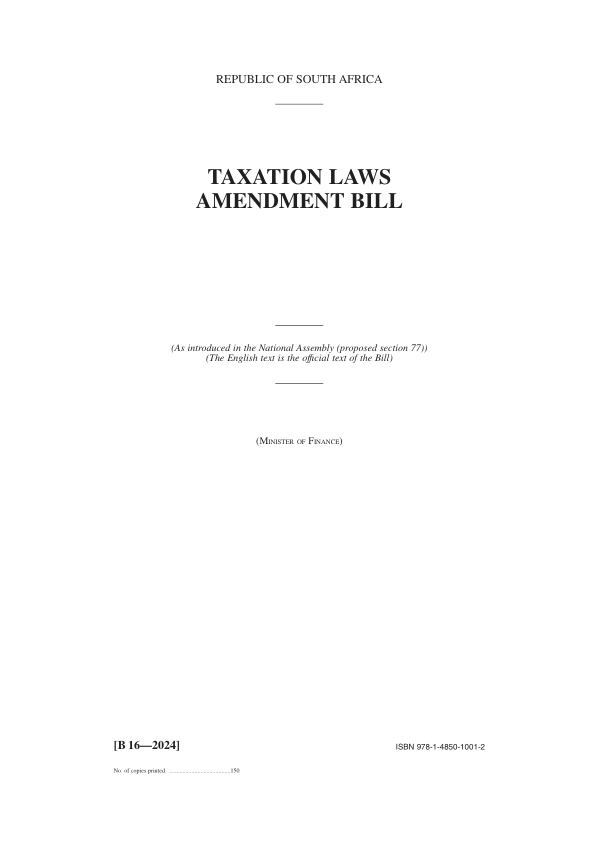 REPUBLIC OF SOUTH AFRICA
TAXATION LAWS
AMENDMENT BILL
(As introduced in the National Assembly (proposed section 77))
(The English text is the official text of the Bill)
(Minister of Finance)
[B 16—2024]
ISBN 978-1-4850-1001-2
No. of copies printed .........................................150